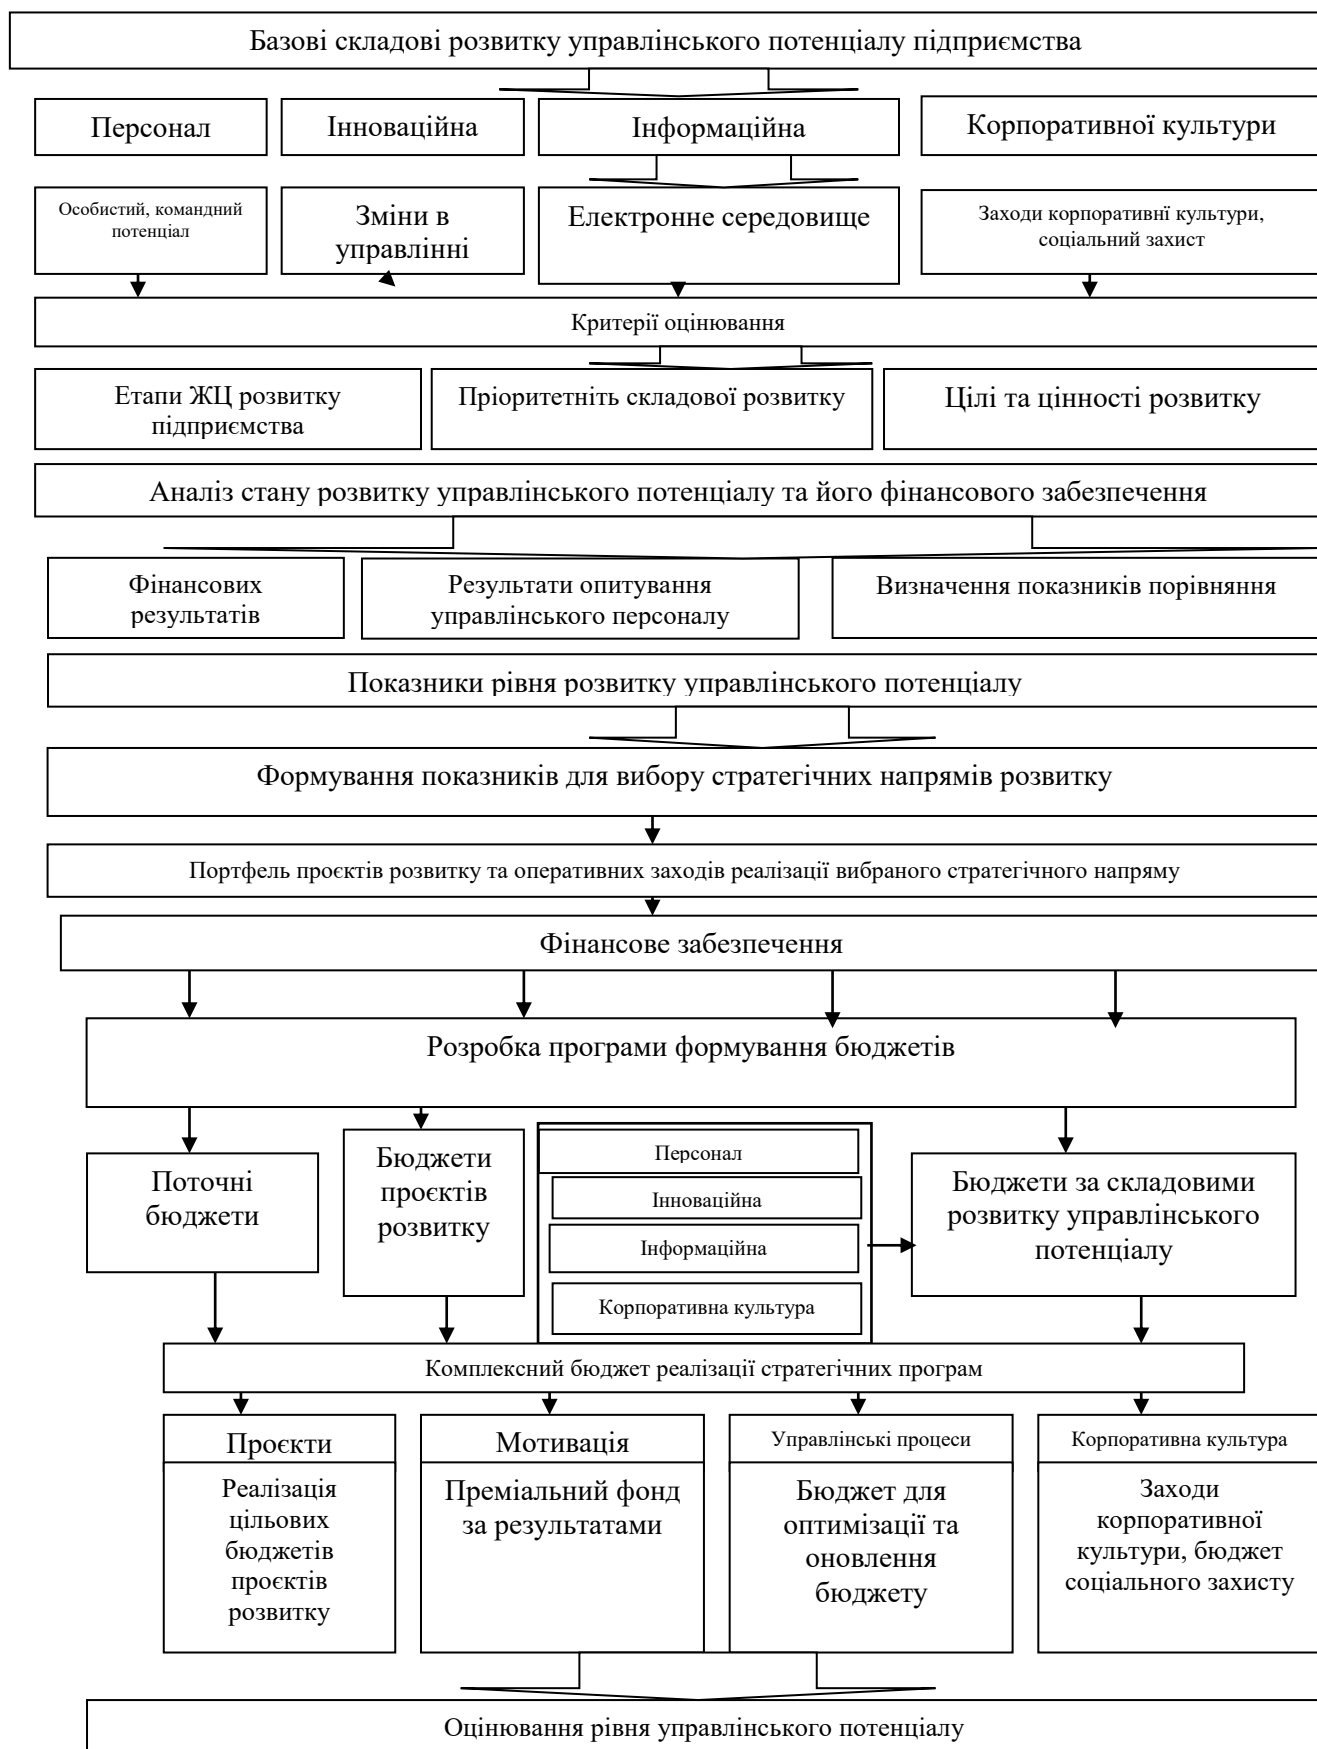 Базові складові розвитку управлінського потенціалу підприємства
Персонал
Інноваційна
Інформаційна
Корпоративної культури
Особистий, командний
потенціал
Зміни в
управлінні
Електронне середовище
Заходи корпоративнї культури,
соціальний захист
Критерії оцінювання
Етапи ЖЦ розвитку
підприємства
Пріоритетніть складової розвитку
Цілі та цінності розвитку
Аналіз стану розвитку управлінського потенціалу та його фінансового забезпечення
Фінансових
результатів
Результати опитування
управлінського персоналу
Визначення показників порівняння
Показники рівня розвитку управлінського потенціалу
Формування показників для вибору стратегічних напрямів розвитку
Портфель проєктів розвитку та оперативних заходів реалізації вибраного стратегічного напряму
Фінансове забезпечення
Розробка програми формування бюджетів
Поточні
бюджети
Бюджети
проєктів
розвитку
Персонал
Інноваційна
Інформаційна
Корпоративна культура
Бюджети за складовими
розвитку управлінського
потенціалу
Комплексний бюджет реалізації стратегічних програм
Проєкти
Мотивація
Управлінські процеси
Корпоративна культура
Реалізація
цільових
бюджетів
проєктів
розвитку
Преміальний фонд
за результатами
Бюджет для
оптимізації та
оновлення
бюджету
Заходи
корпоративної
культури, бюджет
соціального захисту
Оцінювання рівня управлінського потенціалу